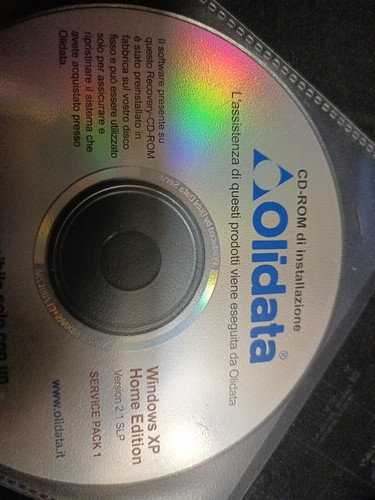 CD-ROM di installazione
Olidata®
L'assistenza di questi prodotti viene eseguita da Olidata
Il software presente su
questo Recovery-CD-ROM
è stato preinstallato in
fabbrica sul vostro disco
fisso e può essere utilizzato
solo per assicurare e
ripristinare il sistema che
avete acquistato presso
Olidata
Windows XP
Home Edition
Version 2.1 SLP
SERVICE PACK 1
www.olidata.it